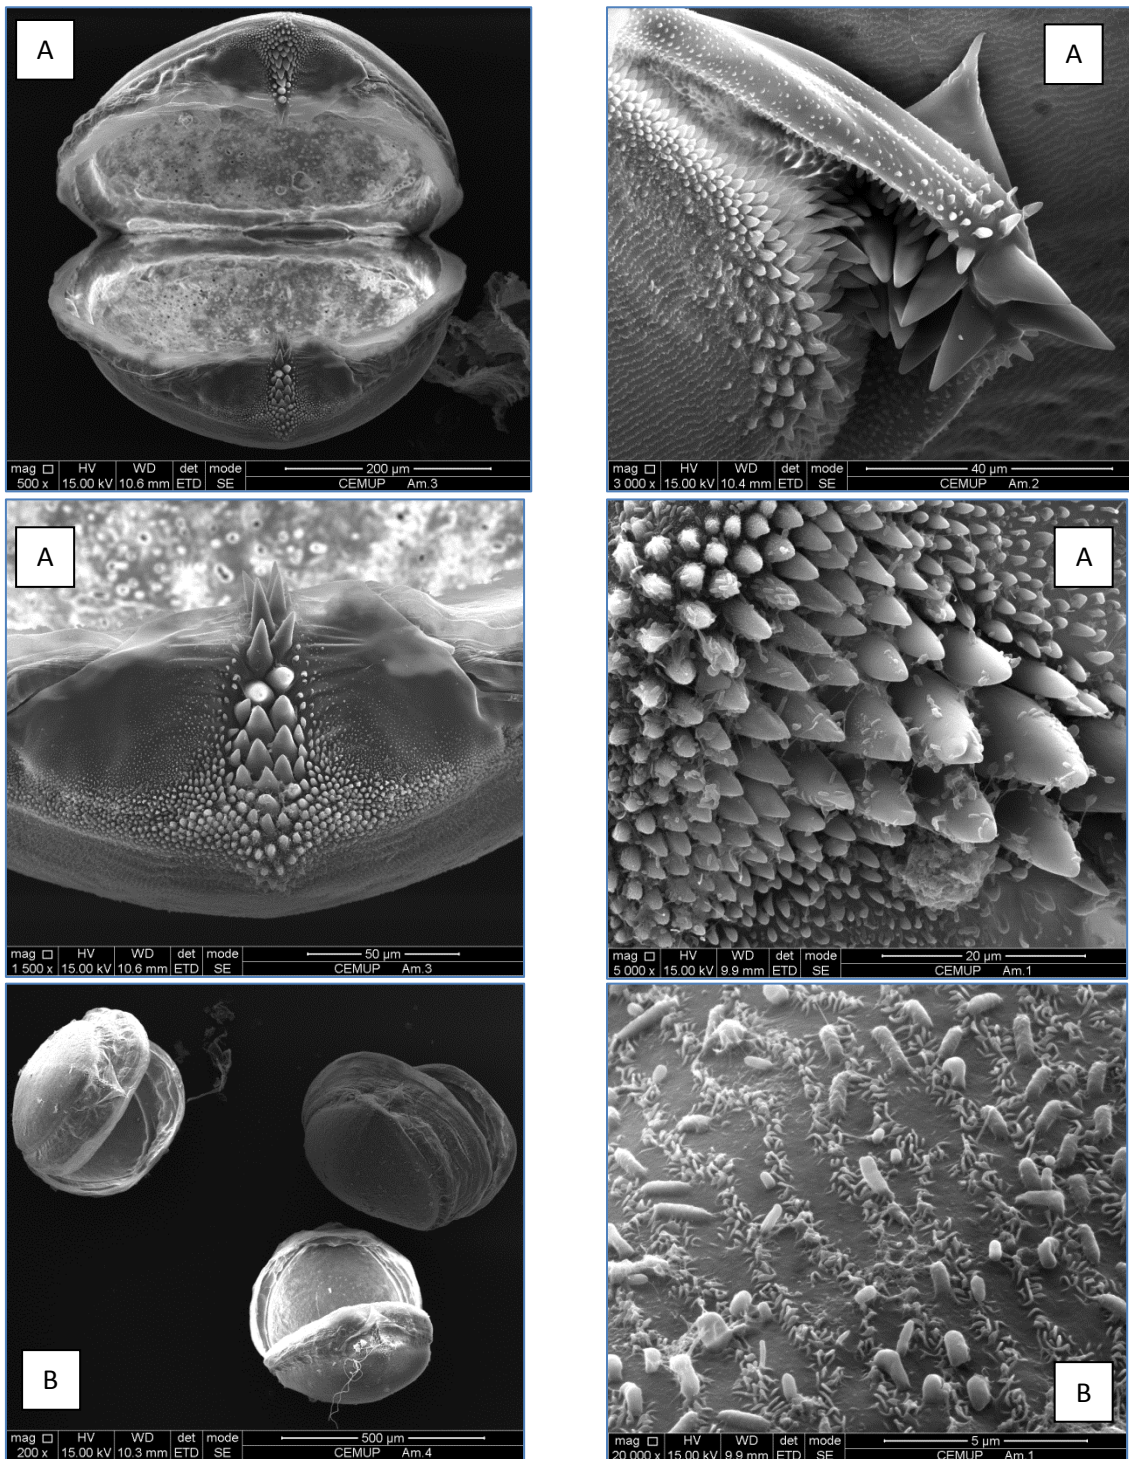 A
mag □ HV WD det mode 200 µm
500 x 15.00 kV 10.6 mm ETD SE CEMUP Am.3
A
mag □ HV WD det mode 40 µm
3 000 x 15.00 kV 10.4 mm ETD SE CEMUP Am.2
A
mag □ HV WD det mode 50 µm
1 500 x 15.00 kV 10.6 mm ETD SE CEMUP Am.3
A
mag □ HV WD det mode 20 µm
5 000 x 15.00 kV 9.9 mm ETD SE CEMUP Am.1
B
mag □ HV WD det mode 500 µm
200 x 15.00 kV 10.3 mm ETD SE CEMUP Am.4
B
mag □ HV WD det mode 5 µm
20 000 x 15.00 kV 9.9 mm ETD SE CEMUP Am.1